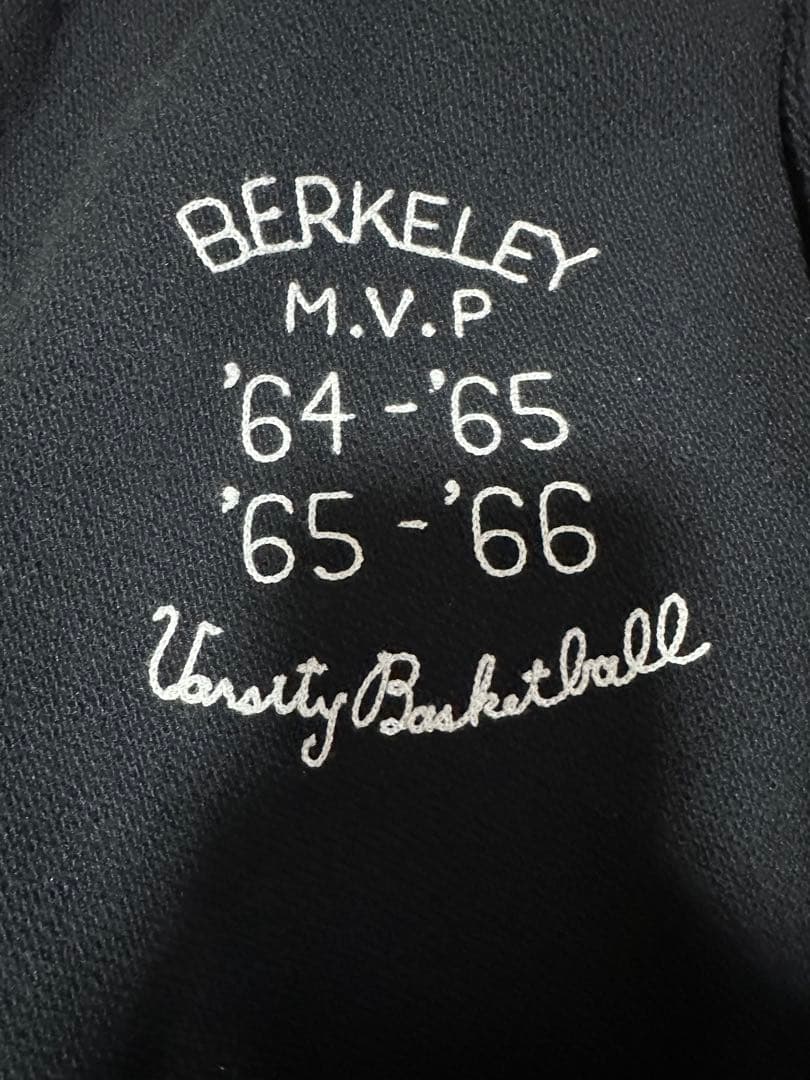 BERKELEY
M.V.P
'64-'65
'65-'66
Varsity Basketball